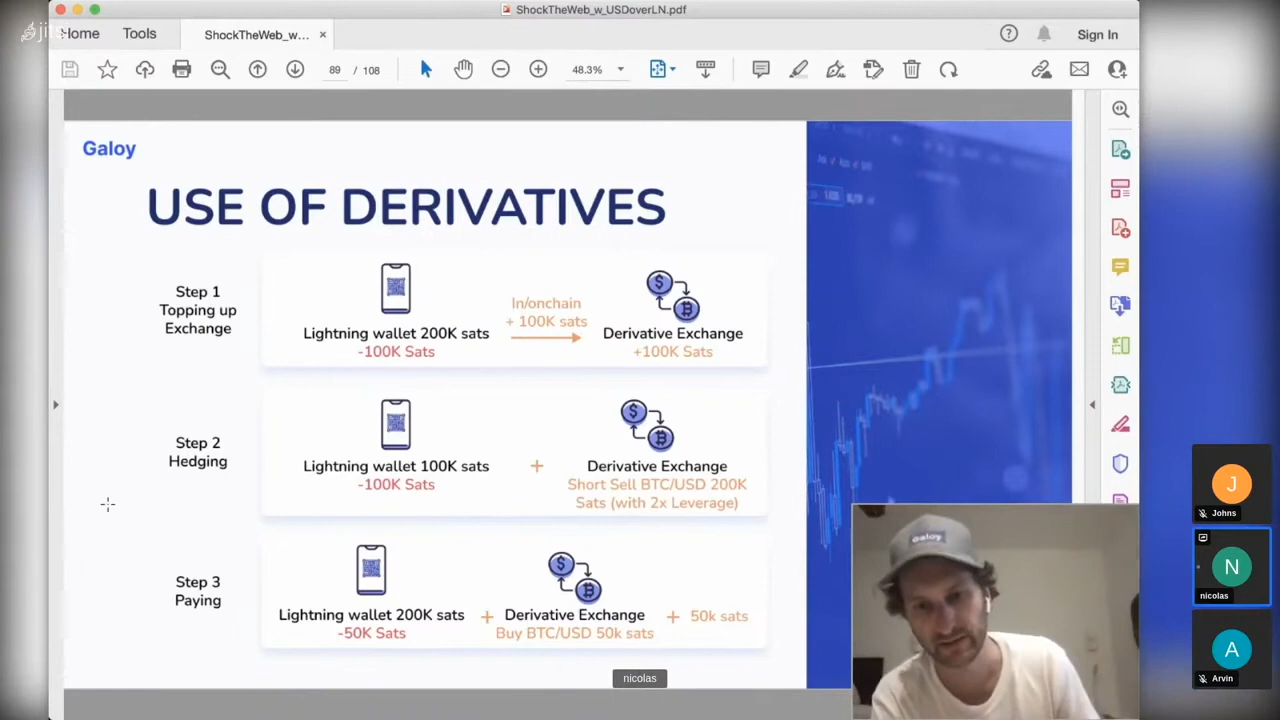 ShockTheWeb_w_USDoverLN.pdf
jitsi
Home Tools ShockTheWeb_w... × Sign In
89 / 108 48.3%
Galoy
USE OF DERIVATIVES
Step 1
Topping up
Exchange
Lightning wallet 200K sats
-100K Sats
In/onchain
+ 100K sats
Derivative Exchange
+100K Sats
Step 2
Hedging
Lightning wallet 100K sats
-100K Sats
+
Derivative Exchange
Short Sell BTC/USD 200K
Sats (with 2x Leverage)
Step 3
Paying
Lightning wallet 200K sats
-50K Sats
+
Derivative Exchange
Buy BTC/USD 50k sats
+ 50k sats
nicolas
Galoy
J
Johns
N
nicolas
A
Arvin